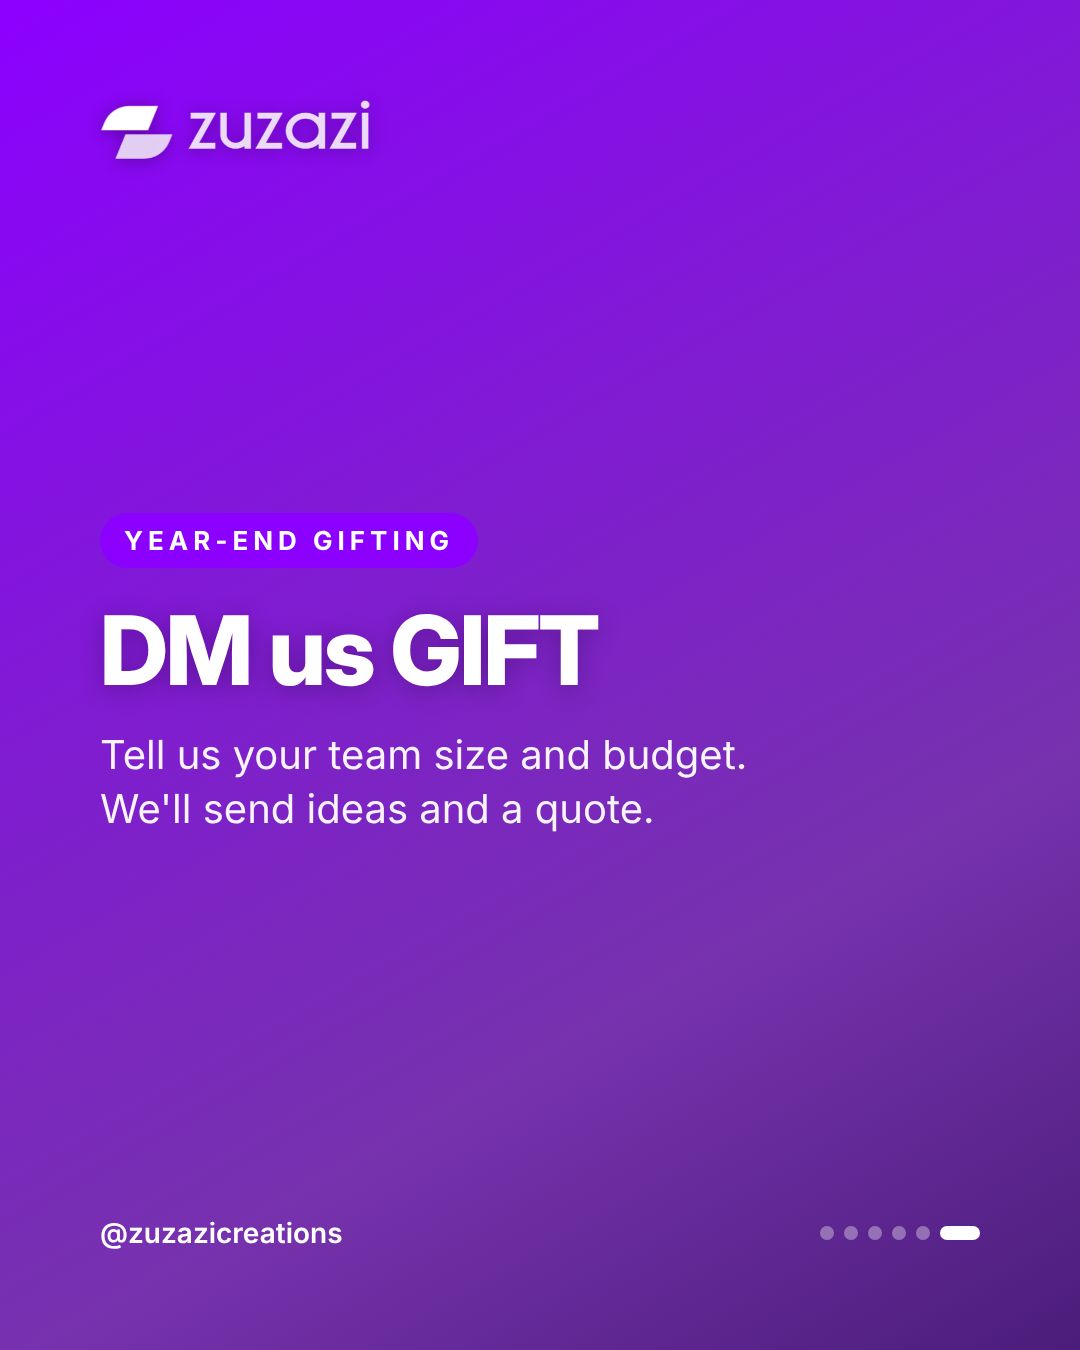 zuzazi
YEAR-END GIFTING
DM us GIFT
Tell us your team size and budget.
We'll send ideas and a quote.
@zuzazicreations